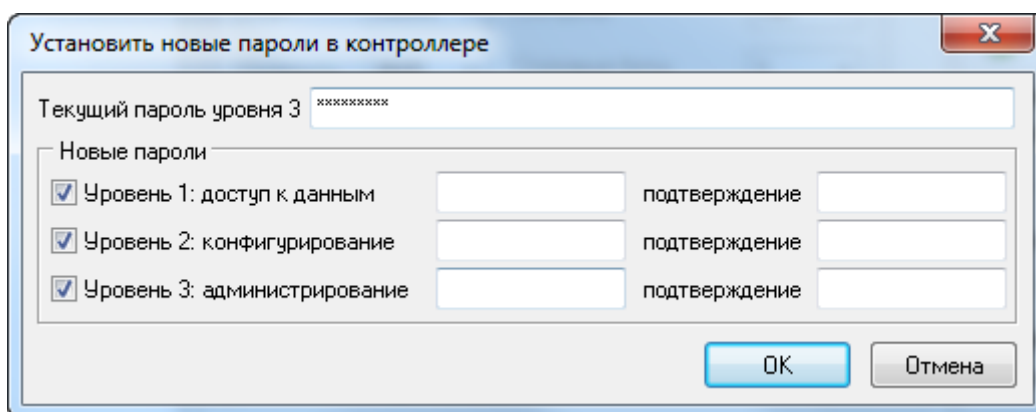 Установить новые пароли в контроллере
Текущий пароль уровня 3 *********
Новые пароли
Уровень 1: доступ к данным подтверждение
Уровень 2: конфигурирование подтверждение
Уровень 3: администрирование подтверждение
OK Отмена